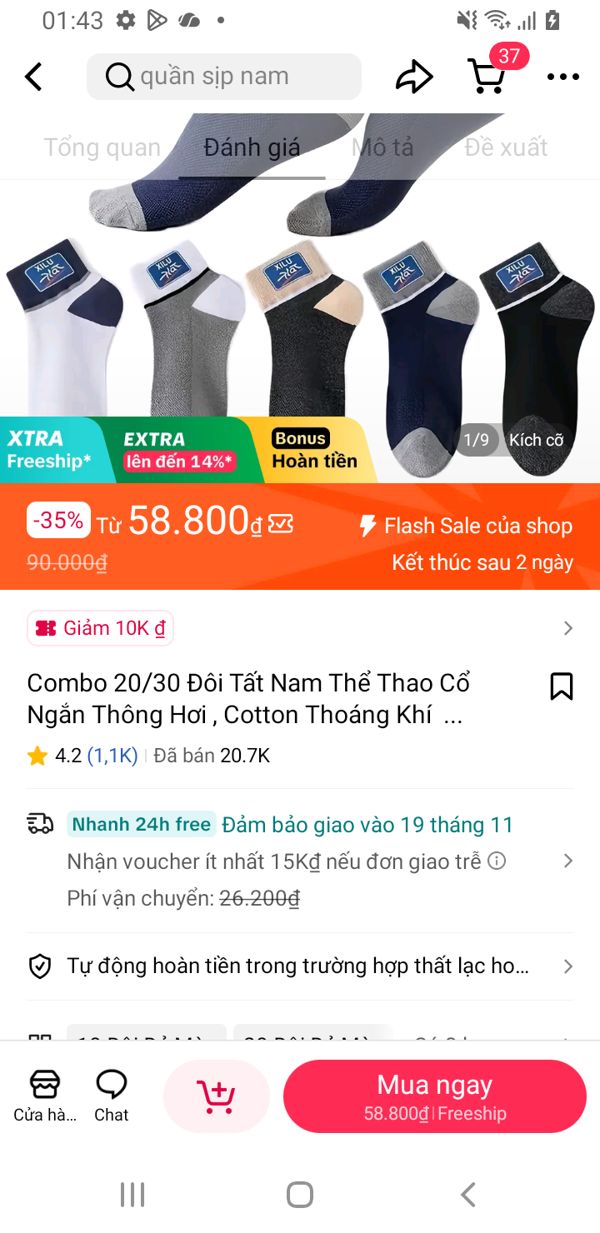 01:43
quần sịp nam
37
Tổng quan
Đánh giá
Mô tả
Đề xuất
XILU
XILU
XILU
XILU
XILU
XTRA
Freeship*
EXTRA
lên đến 14%*
Bonus
Hoàn tiền
1/9
Kích cỡ
-35% Từ 58.800₫
90.000₫
Flash Sale của shop
Kết thúc sau 2 ngày
Giảm 10K ₫
Combo 20/30 Đôi Tất Nam Thể Thao Cổ
Ngắn Thông Hơi , Cotton Thoáng Khí ...
4.2 (1,1K) | Đã bán 20.7K
Nhanh 24h free Đảm bảo giao vào 19 tháng 11
Nhận voucher ít nhất 15K₫ nếu đơn giao trễ
Phí vận chuyển: 26.200₫
Tự động hoàn tiền trong trường hợp thất lạc ho...
Cửa hà...
Chat
Mua ngay
58.800₫ | Freeship